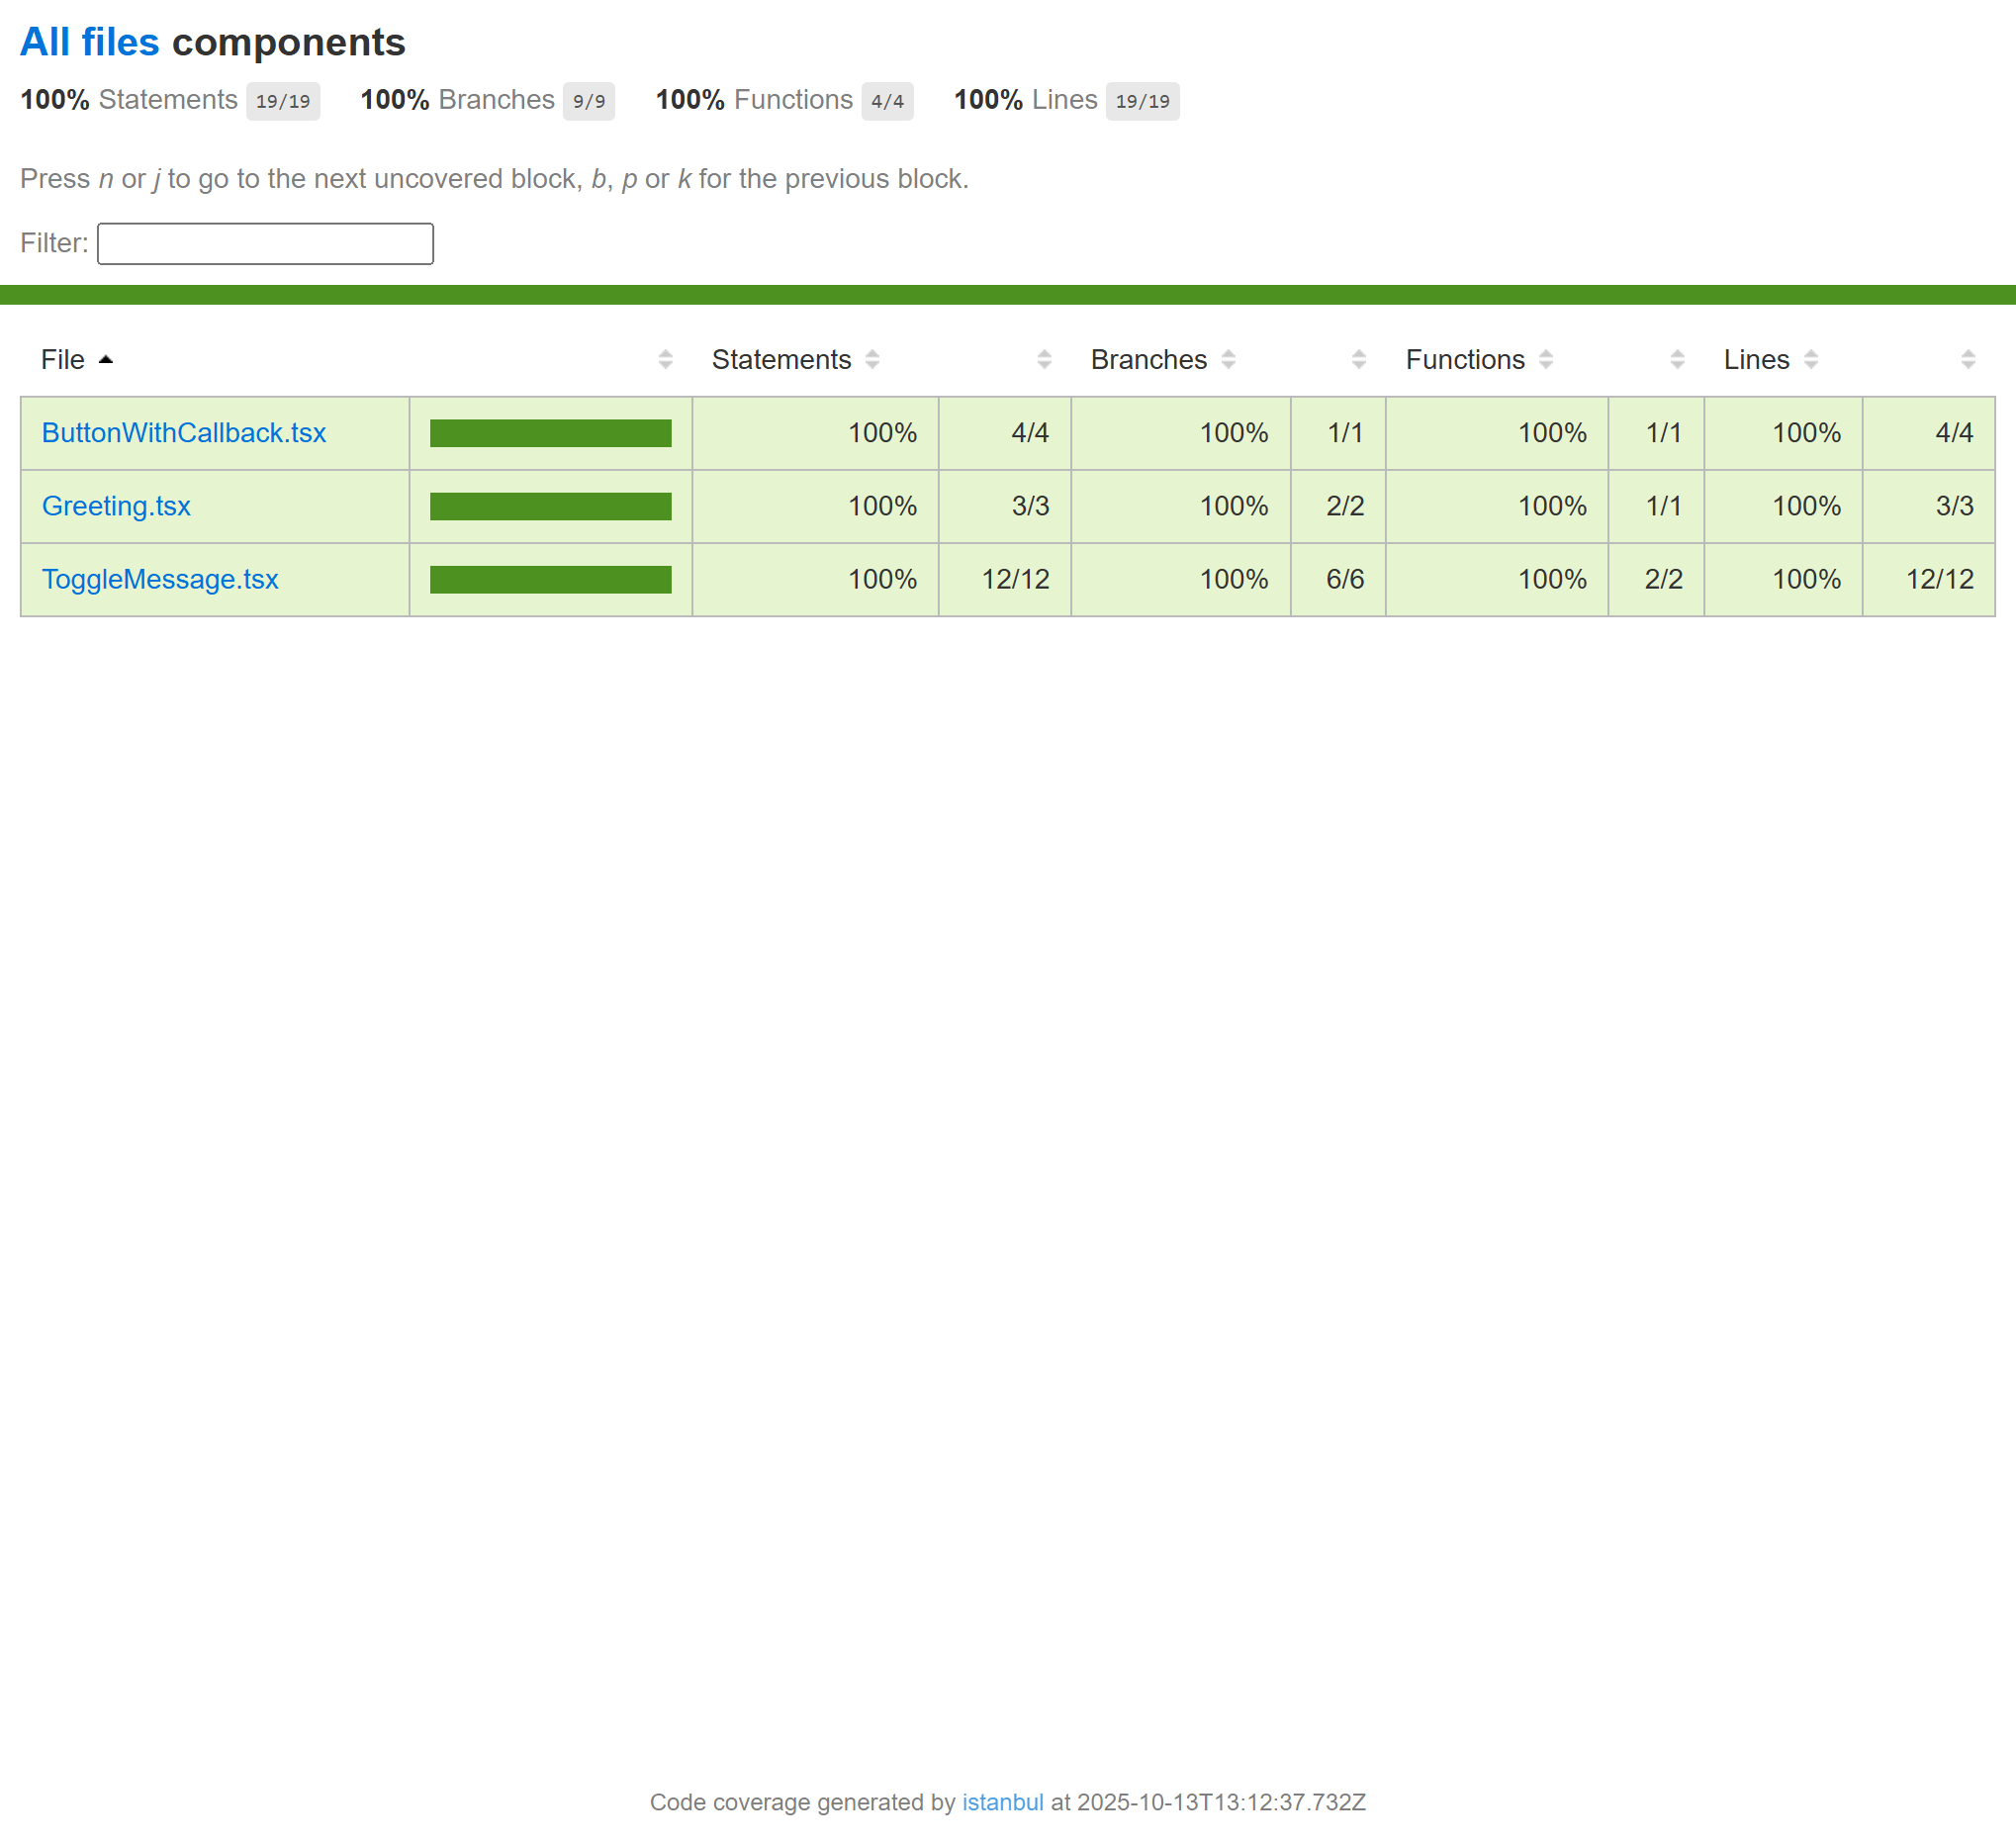 All files components
100% Statements 19/19 100% Branches 9/9 100% Functions 4/4 100% Lines 19/19
Press n or j to go to the next uncovered block, b, p or k for the previous block.
Filter:
File Statements Branches Functions Lines
ButtonWithCallback.tsx 100% 4/4 100% 1/1 100% 1/1 100% 4/4
Greeting.tsx 100% 3/3 100% 2/2 100% 1/1 100% 3/3
ToggleMessage.tsx 100% 12/12 100% 6/6 100% 2/2 100% 12/12
Code coverage generated by istanbul at 2025-10-13T13:12:37.732Z